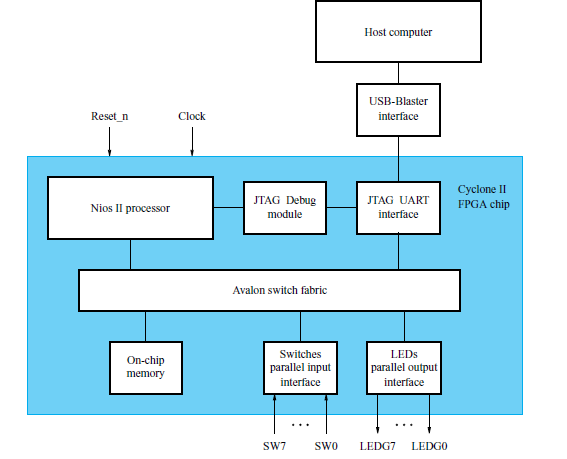 Host computer
USB-Blaster
interface
Reset_n
Clock
Cyclone II
FPGA chip
Nios II processor
JTAG Debug
module
JTAG UART
interface
Avalon switch fabric
On-chip
memory
Switches
parallel input
interface
LEDs
parallel output
interface
. . .
. . .
SW7
SW0
LEDG7
LEDG0